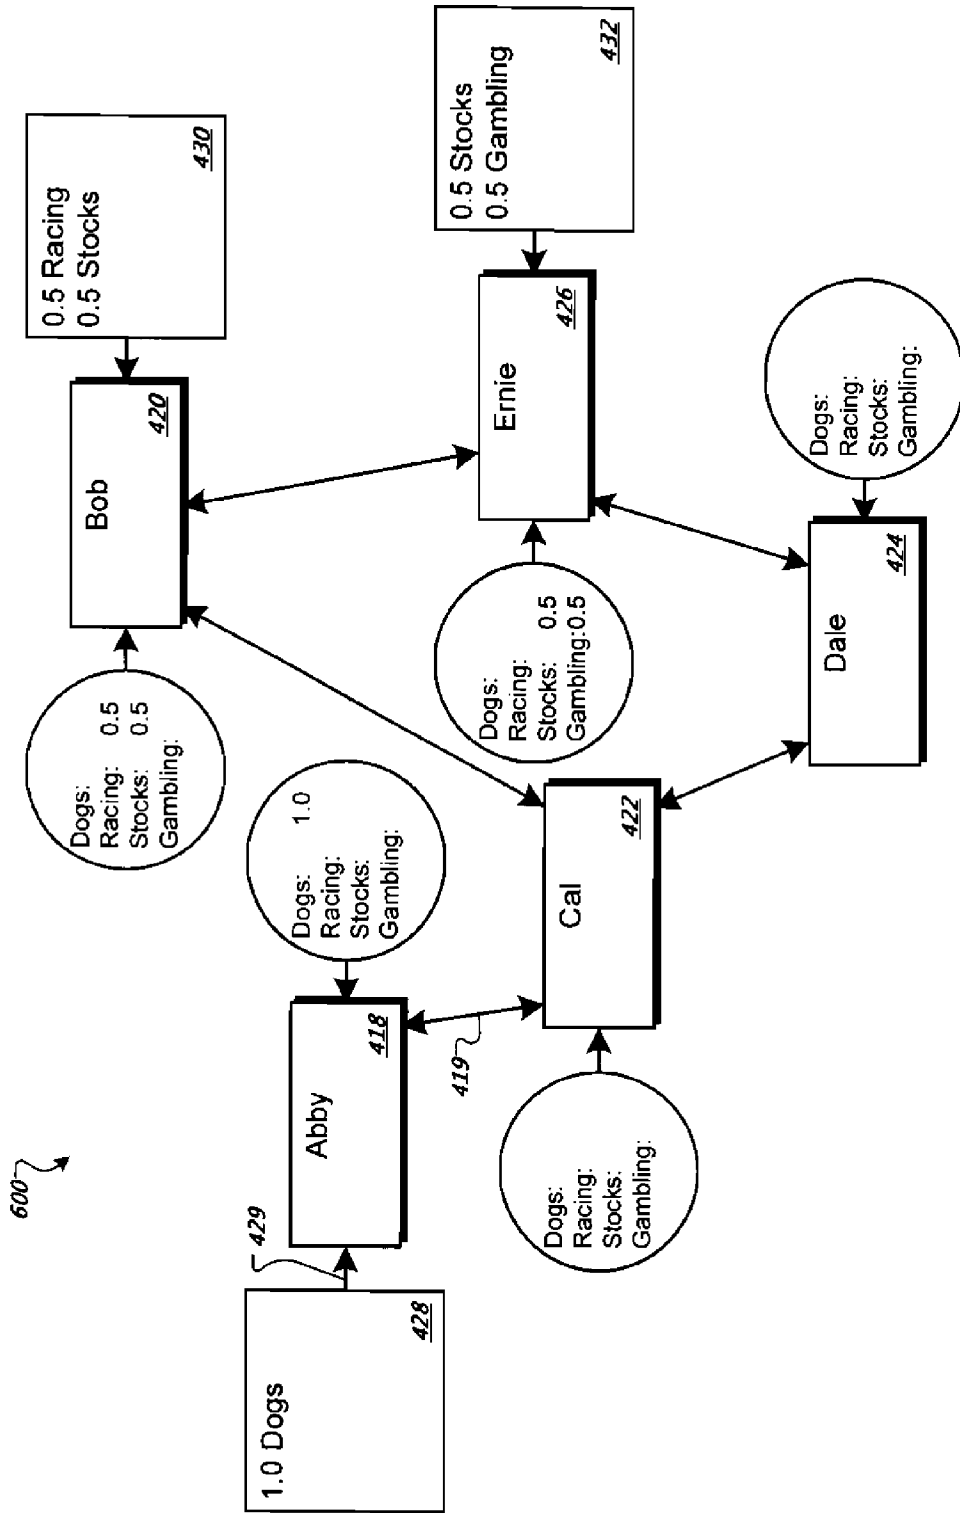 600
1.0 Dogs
428
429
Abby
418
Dogs: 1.0
Racing:
Stocks:
Gambling:
419
Dogs:
Racing: 0.5
Stocks: 0.5
Gambling:
Bob
420
0.5 Racing
0.5 Stocks
430
Dogs:
Racing:
Stocks:
Gambling:
Cal
422
Dogs:
Racing:
Stocks: 0.5
Gambling:0.5
Ernie
426
0.5 Stocks
0.5 Gambling
432
Dale
424
Dogs:
Racing:
Stocks:
Gambling: